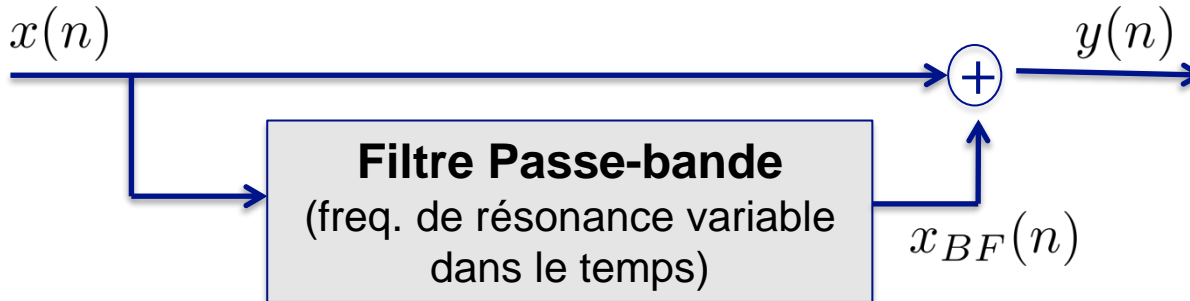 x(n)
y(n)
+
Filtre Passe-bande
(freq. de résonance variable
dans le temps)
x_{BF}(n)